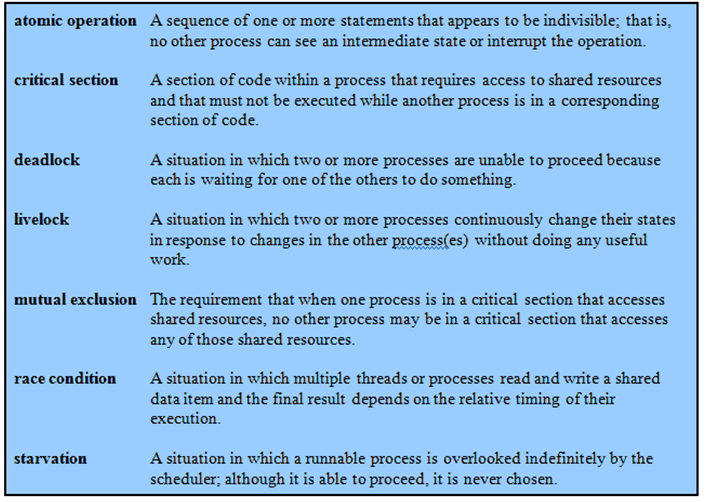 atomic operation A sequence of one or more statements that appears to be indivisible; that is,
no other process can see an intermediate state or interrupt the operation.
critical section A section of code within a process that requires access to shared resources
and that must not be executed while another process is in a corresponding
section of code.
deadlock A situation in which two or more processes are unable to proceed because
each is waiting for one of the others to do something.
livelock A situation in which two or more processes continuously change their states
in response to changes in the other process(es) without doing any useful
work.
mutual exclusion The requirement that when one process is in a critical section that accesses
shared resources, no other process may be in a critical section that accesses
any of those shared resources.
race condition A situation in which multiple threads or processes read and write a shared
data item and the final result depends on the relative timing of their
execution.
starvation A situation in which a runnable process is overlooked indefinitely by the
scheduler; although it is able to proceed, it is never chosen.